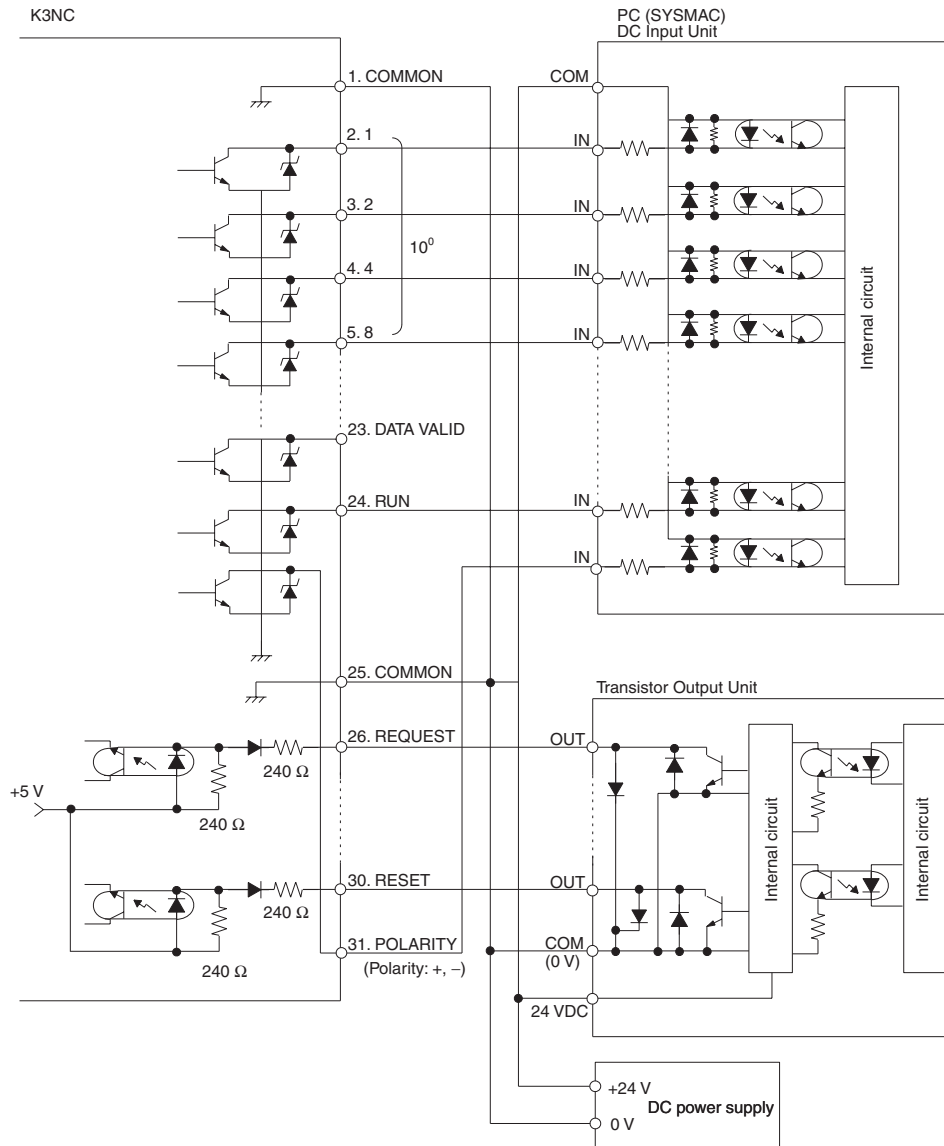 K3NC
PC (SYSMAC)
DC Input Unit
1. COMMON
COM
2. 1
IN
3. 2
IN
10⁰
4. 4
IN
5. 8
IN
Internal circuit
23. DATA VALID
24. RUN
IN
IN
25. COMMON
Transistor Output Unit
26. REQUEST
OUT
240 Ω
+5 V
240 Ω
Internal circuit
Internal circuit
30. RESET
OUT
240 Ω
31. POLARITY
(Polarity: +, –)
COM
(0 V)
240 Ω
24 VDC
+24 V
DC power supply
0 V